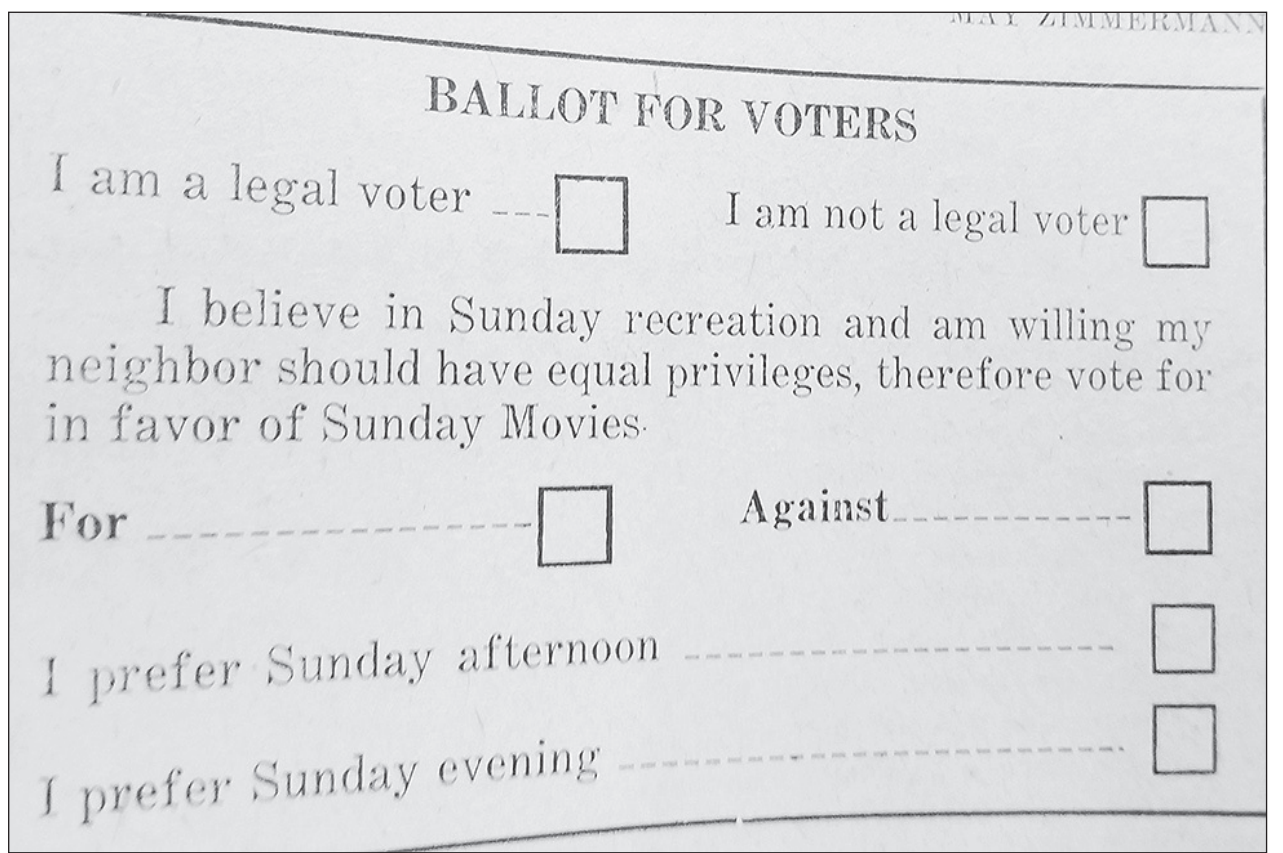 MAY ZIMMERMANN
BALLOT FOR VOTERS
I am a legal voter --- I am not a legal voter
I believe in Sunday recreation and am willing my
neighbor should have equal privileges, therefore vote for
in favor of Sunday Movies.
For ---------------- Against------------
I prefer Sunday afternoon --------------------
I prefer Sunday evening -----------------------